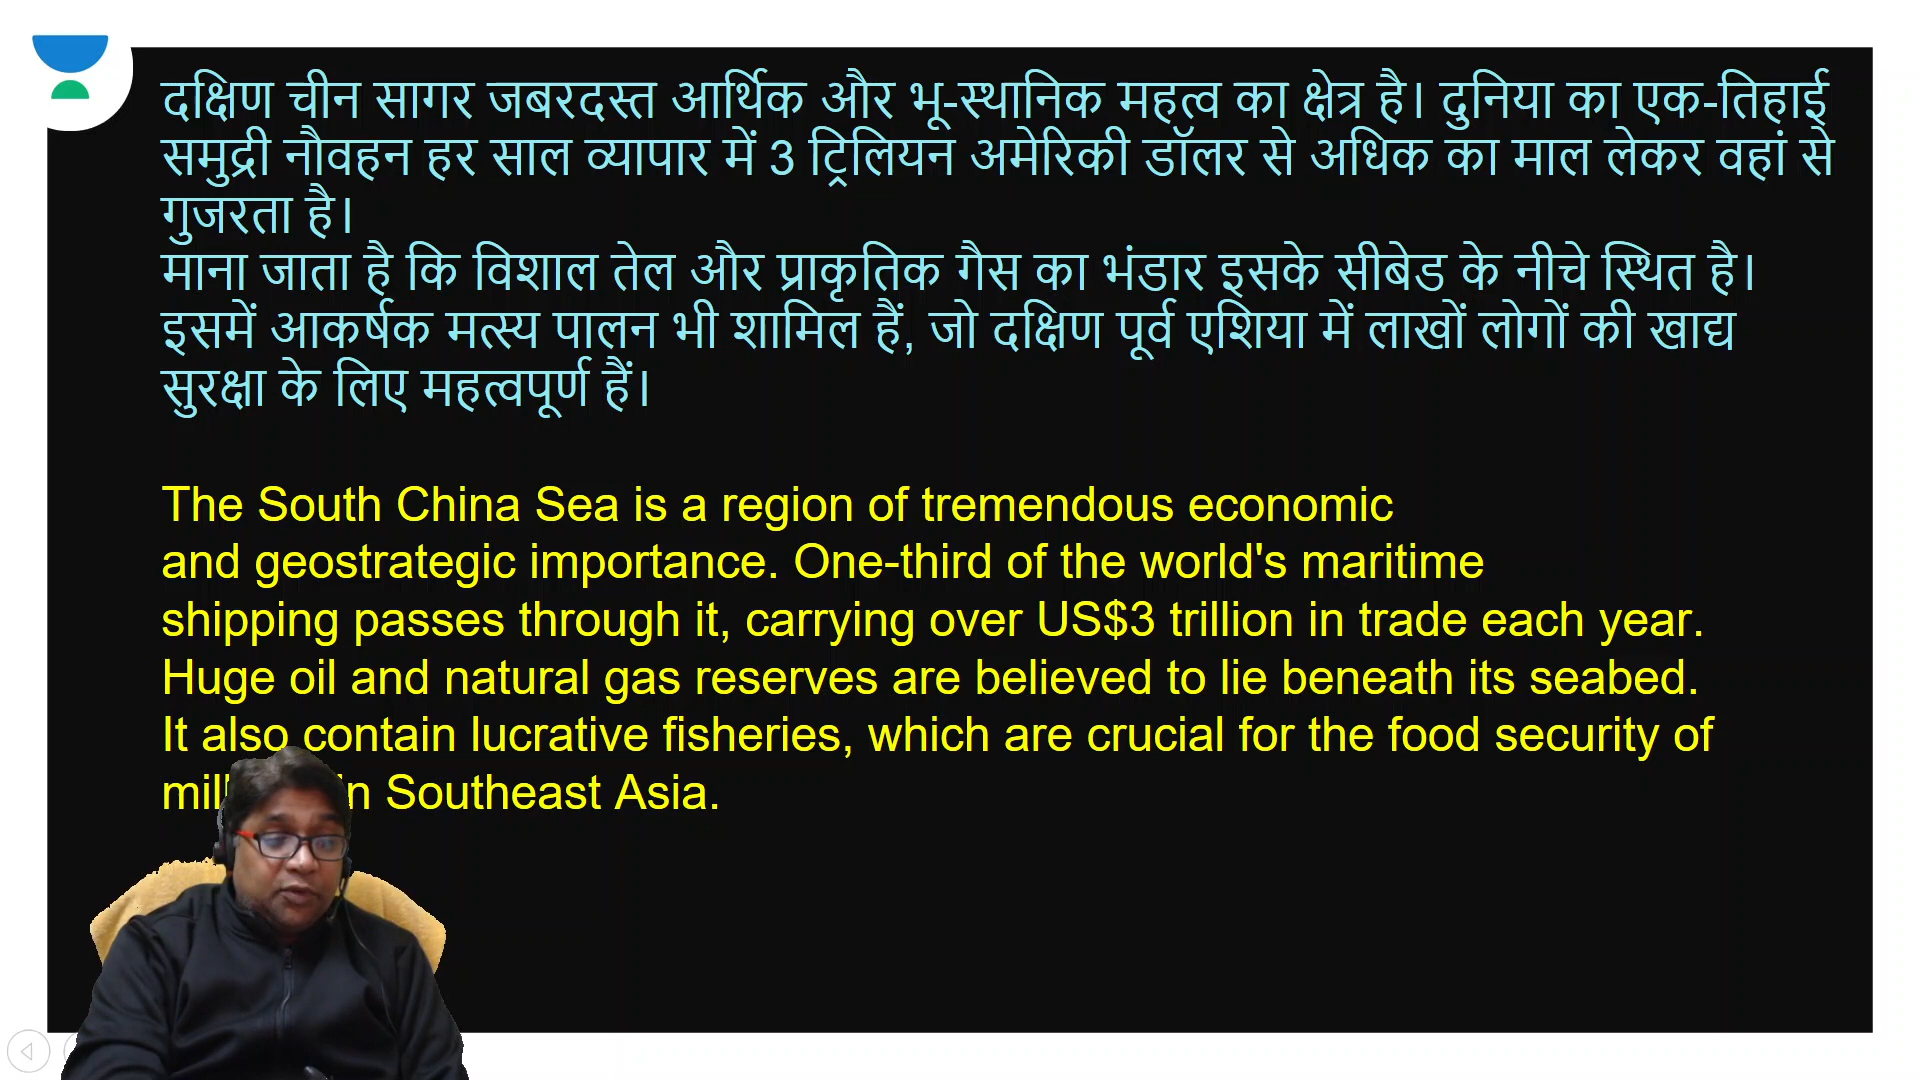 दक्षिण चीन सागर जबरदस्त आर्थिक और भू-स्थानिक महत्व का क्षेत्र है। दुनिया का एक-तिहाई
समुद्री नौवहन हर साल व्यापार में 3 ट्रिलियन अमेरिकी डॉलर से अधिक का माल लेकर वहां से
गुजरता है।
माना जाता है कि विशाल तेल और प्राकृतिक गैस का भंडार इसके सीबेड के नीचे स्थित है।
इसमें आकर्षक मत्स्य पालन भी शामिल हैं, जो दक्षिण पूर्व एशिया में लाखों लोगों की खाद्य
सुरक्षा के लिए महत्वपूर्ण हैं।
The South China Sea is a region of tremendous economic
and geostrategic importance. One-third of the world's maritime
shipping passes through it, carrying over US$3 trillion in trade each year.
Huge oil and natural gas reserves are believed to lie beneath its seabed.
It also contain lucrative fisheries, which are crucial for the food security of
in Southeast Asia.